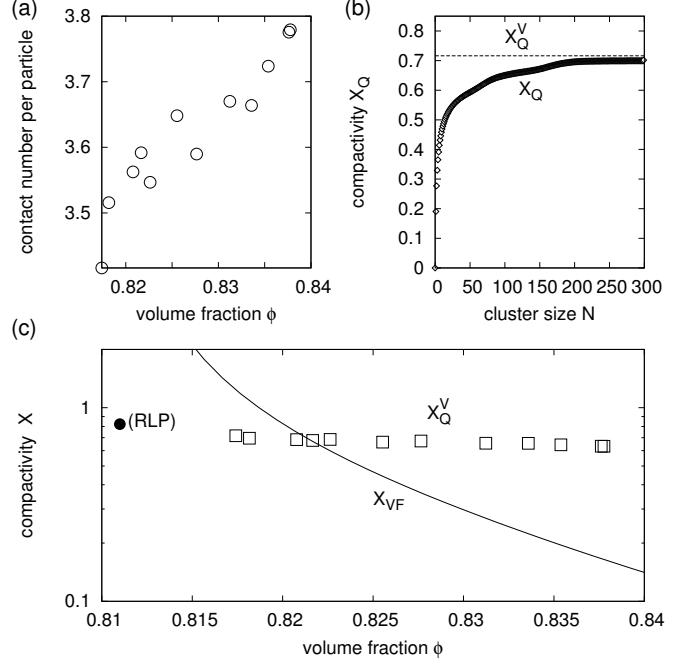 (a)
contact number per particle
3.8
3.7
3.6
3.5
0.82
0.83
0.84
volume fraction ϕ
(b)
compactivity X_Q
0.8
0.7
0.6
0.5
0.4
0.3
0.2
0.1
0
X_Q^V
X_Q
0 50 100 150 200 250 300
cluster size N
(c)
compactivity X
1
0.1
(RLP)
X_Q^V
X_VF
0.81 0.815 0.82 0.825 0.83 0.835 0.84
volume fraction ϕ